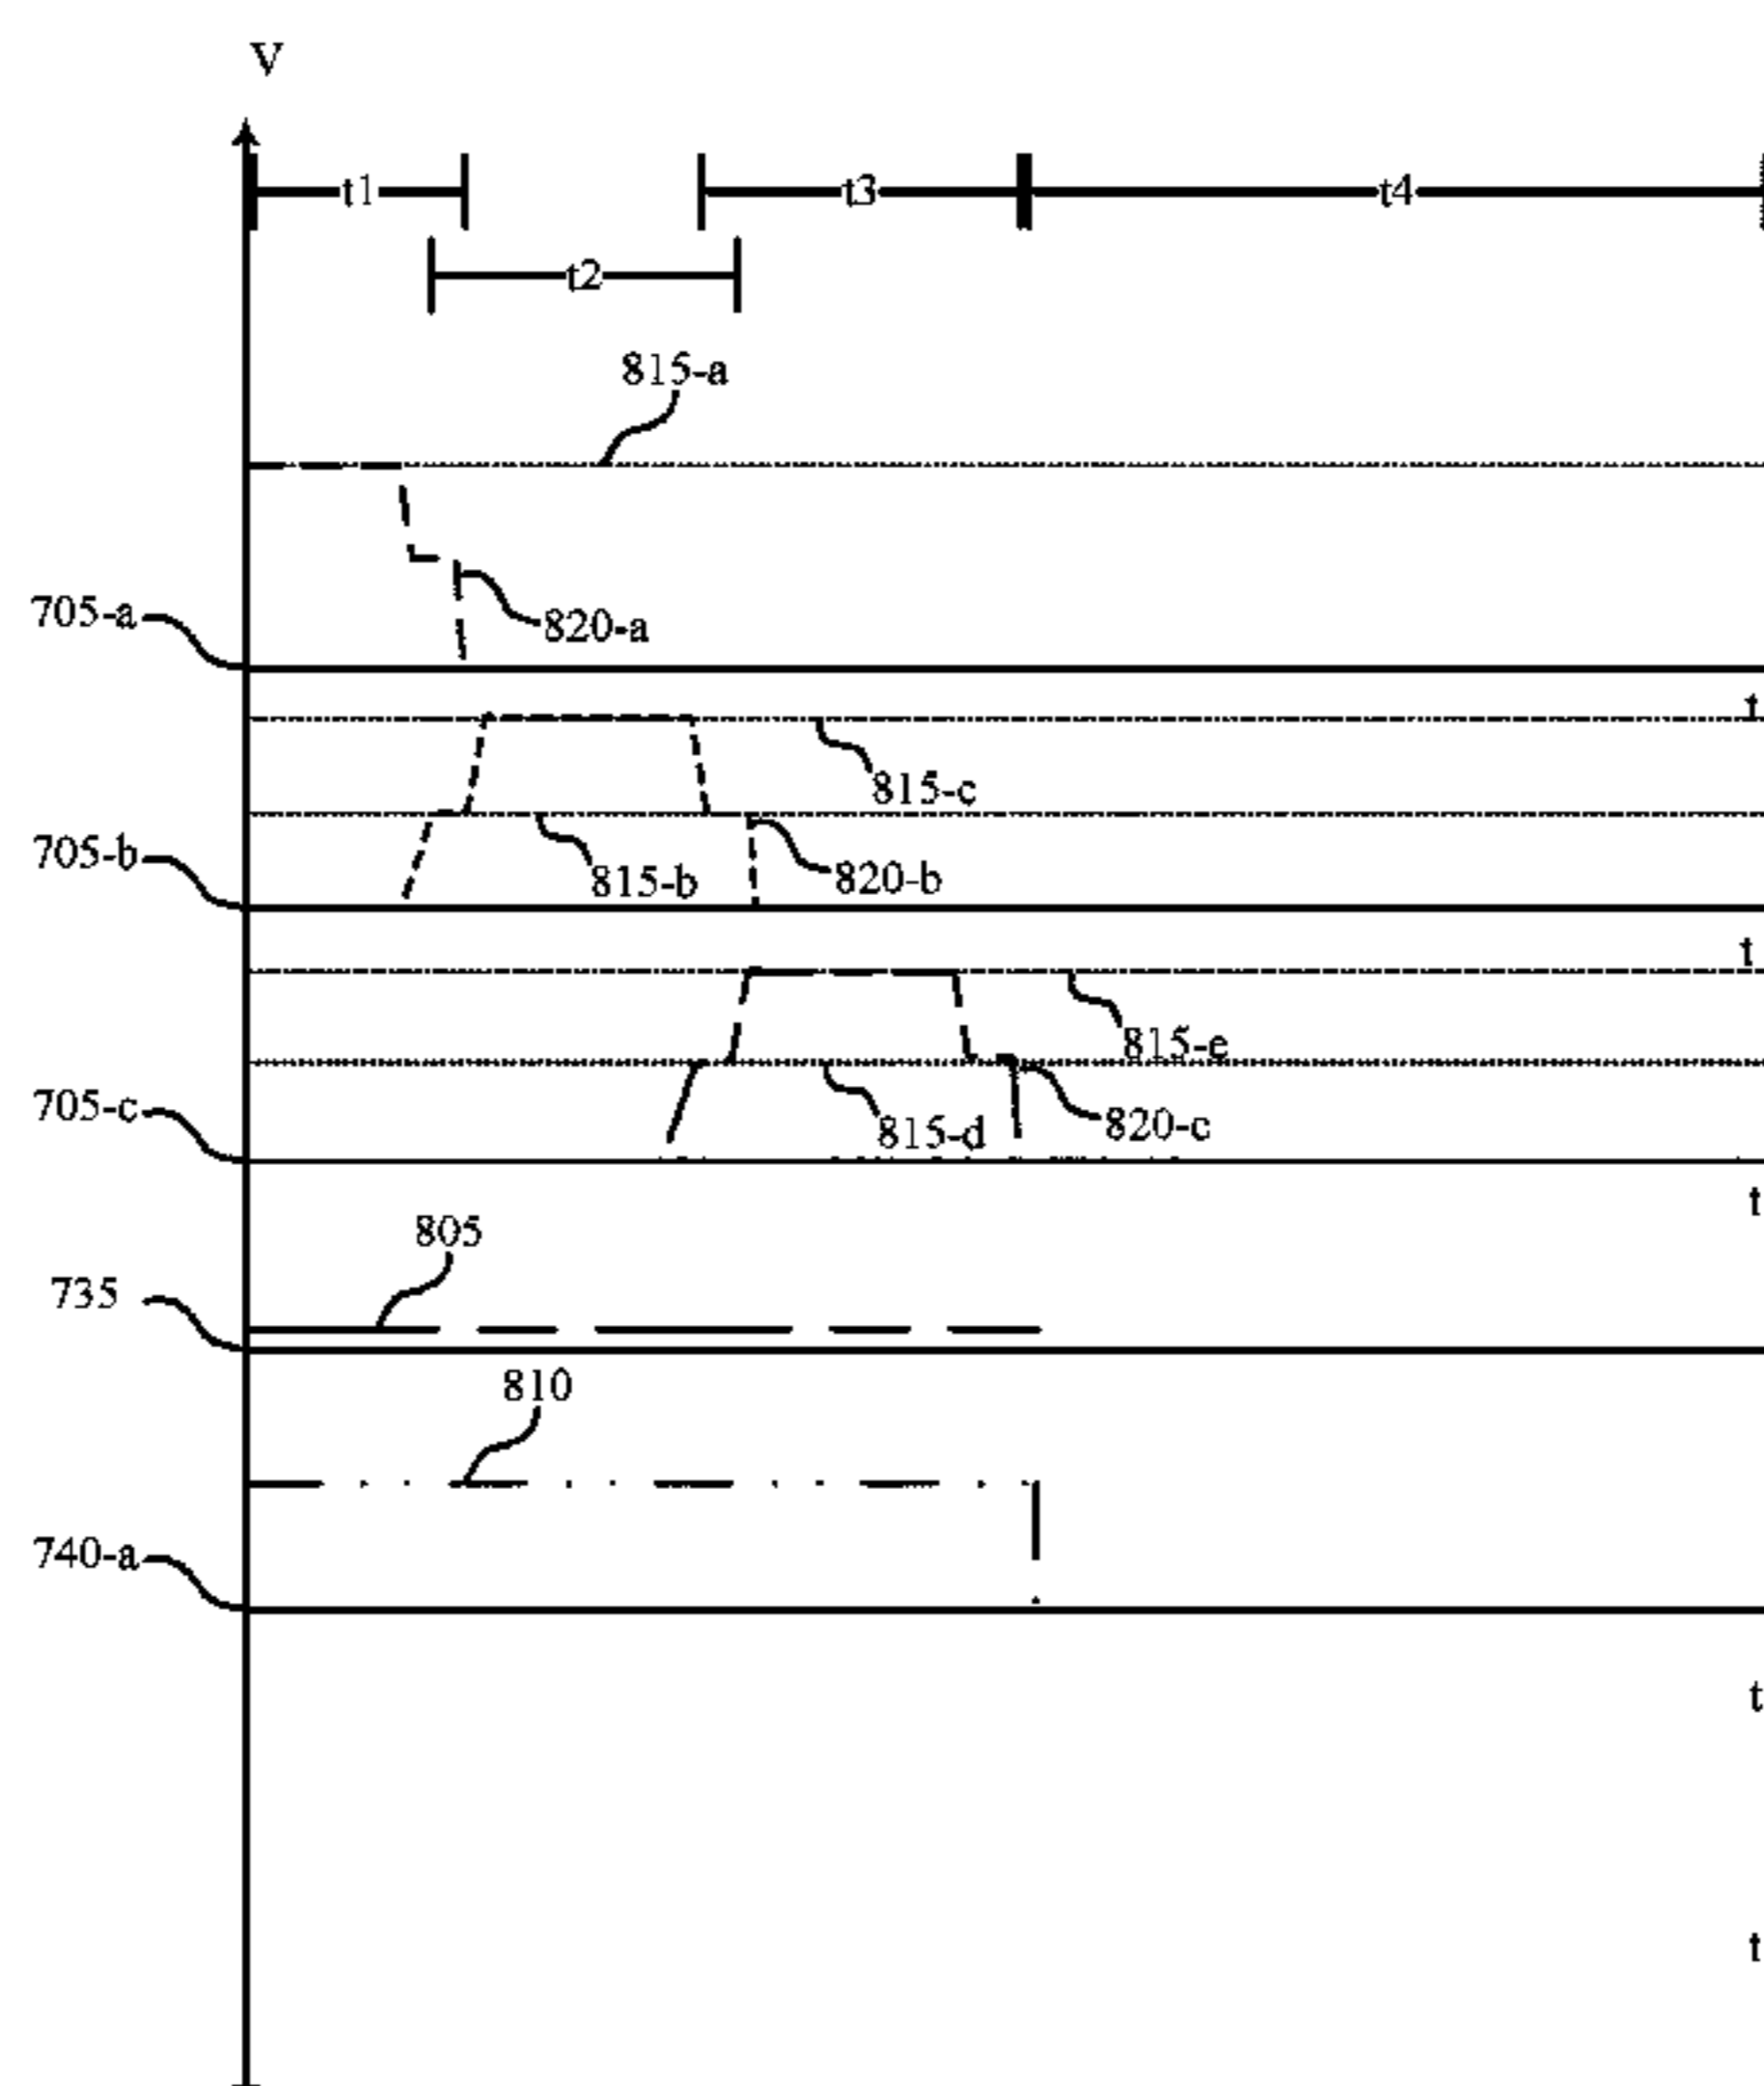 V
t1
t3
t4
t2
815-a
705-a
820-a
t
815-c
705-b
815-b
820-b
t
815-e
705-c
815-d
820-c
t
805
735
810
740-a
t
t